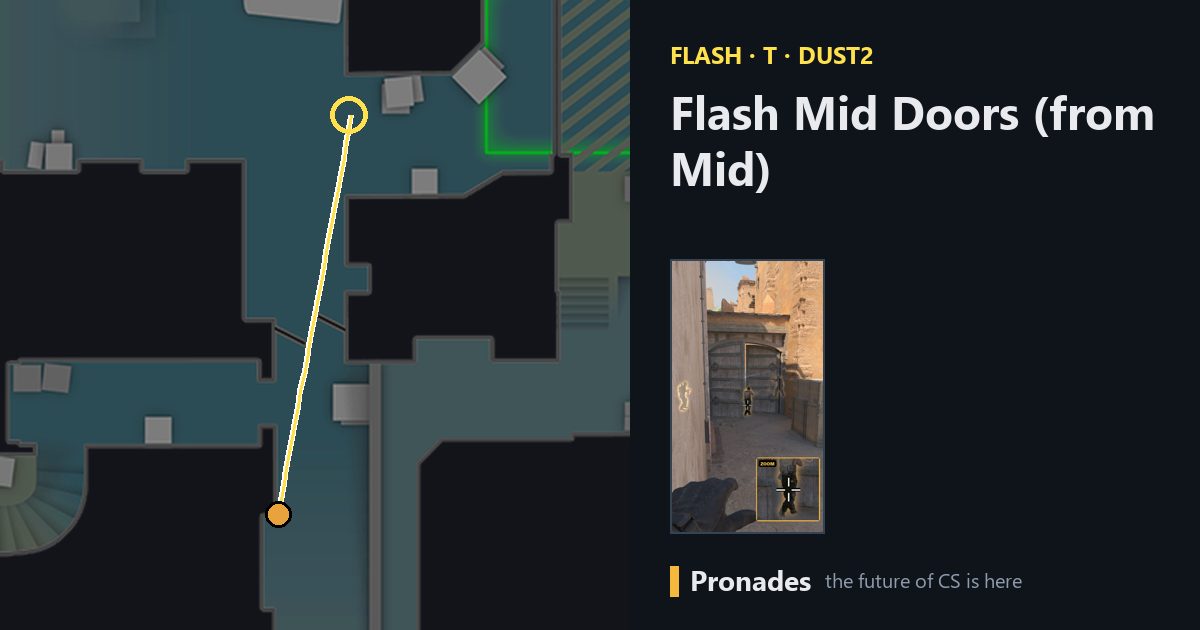 FLASH · T · DUST2
Flash Mid Doors (from
Mid)
ZOOM
Pronades the future of CS is here